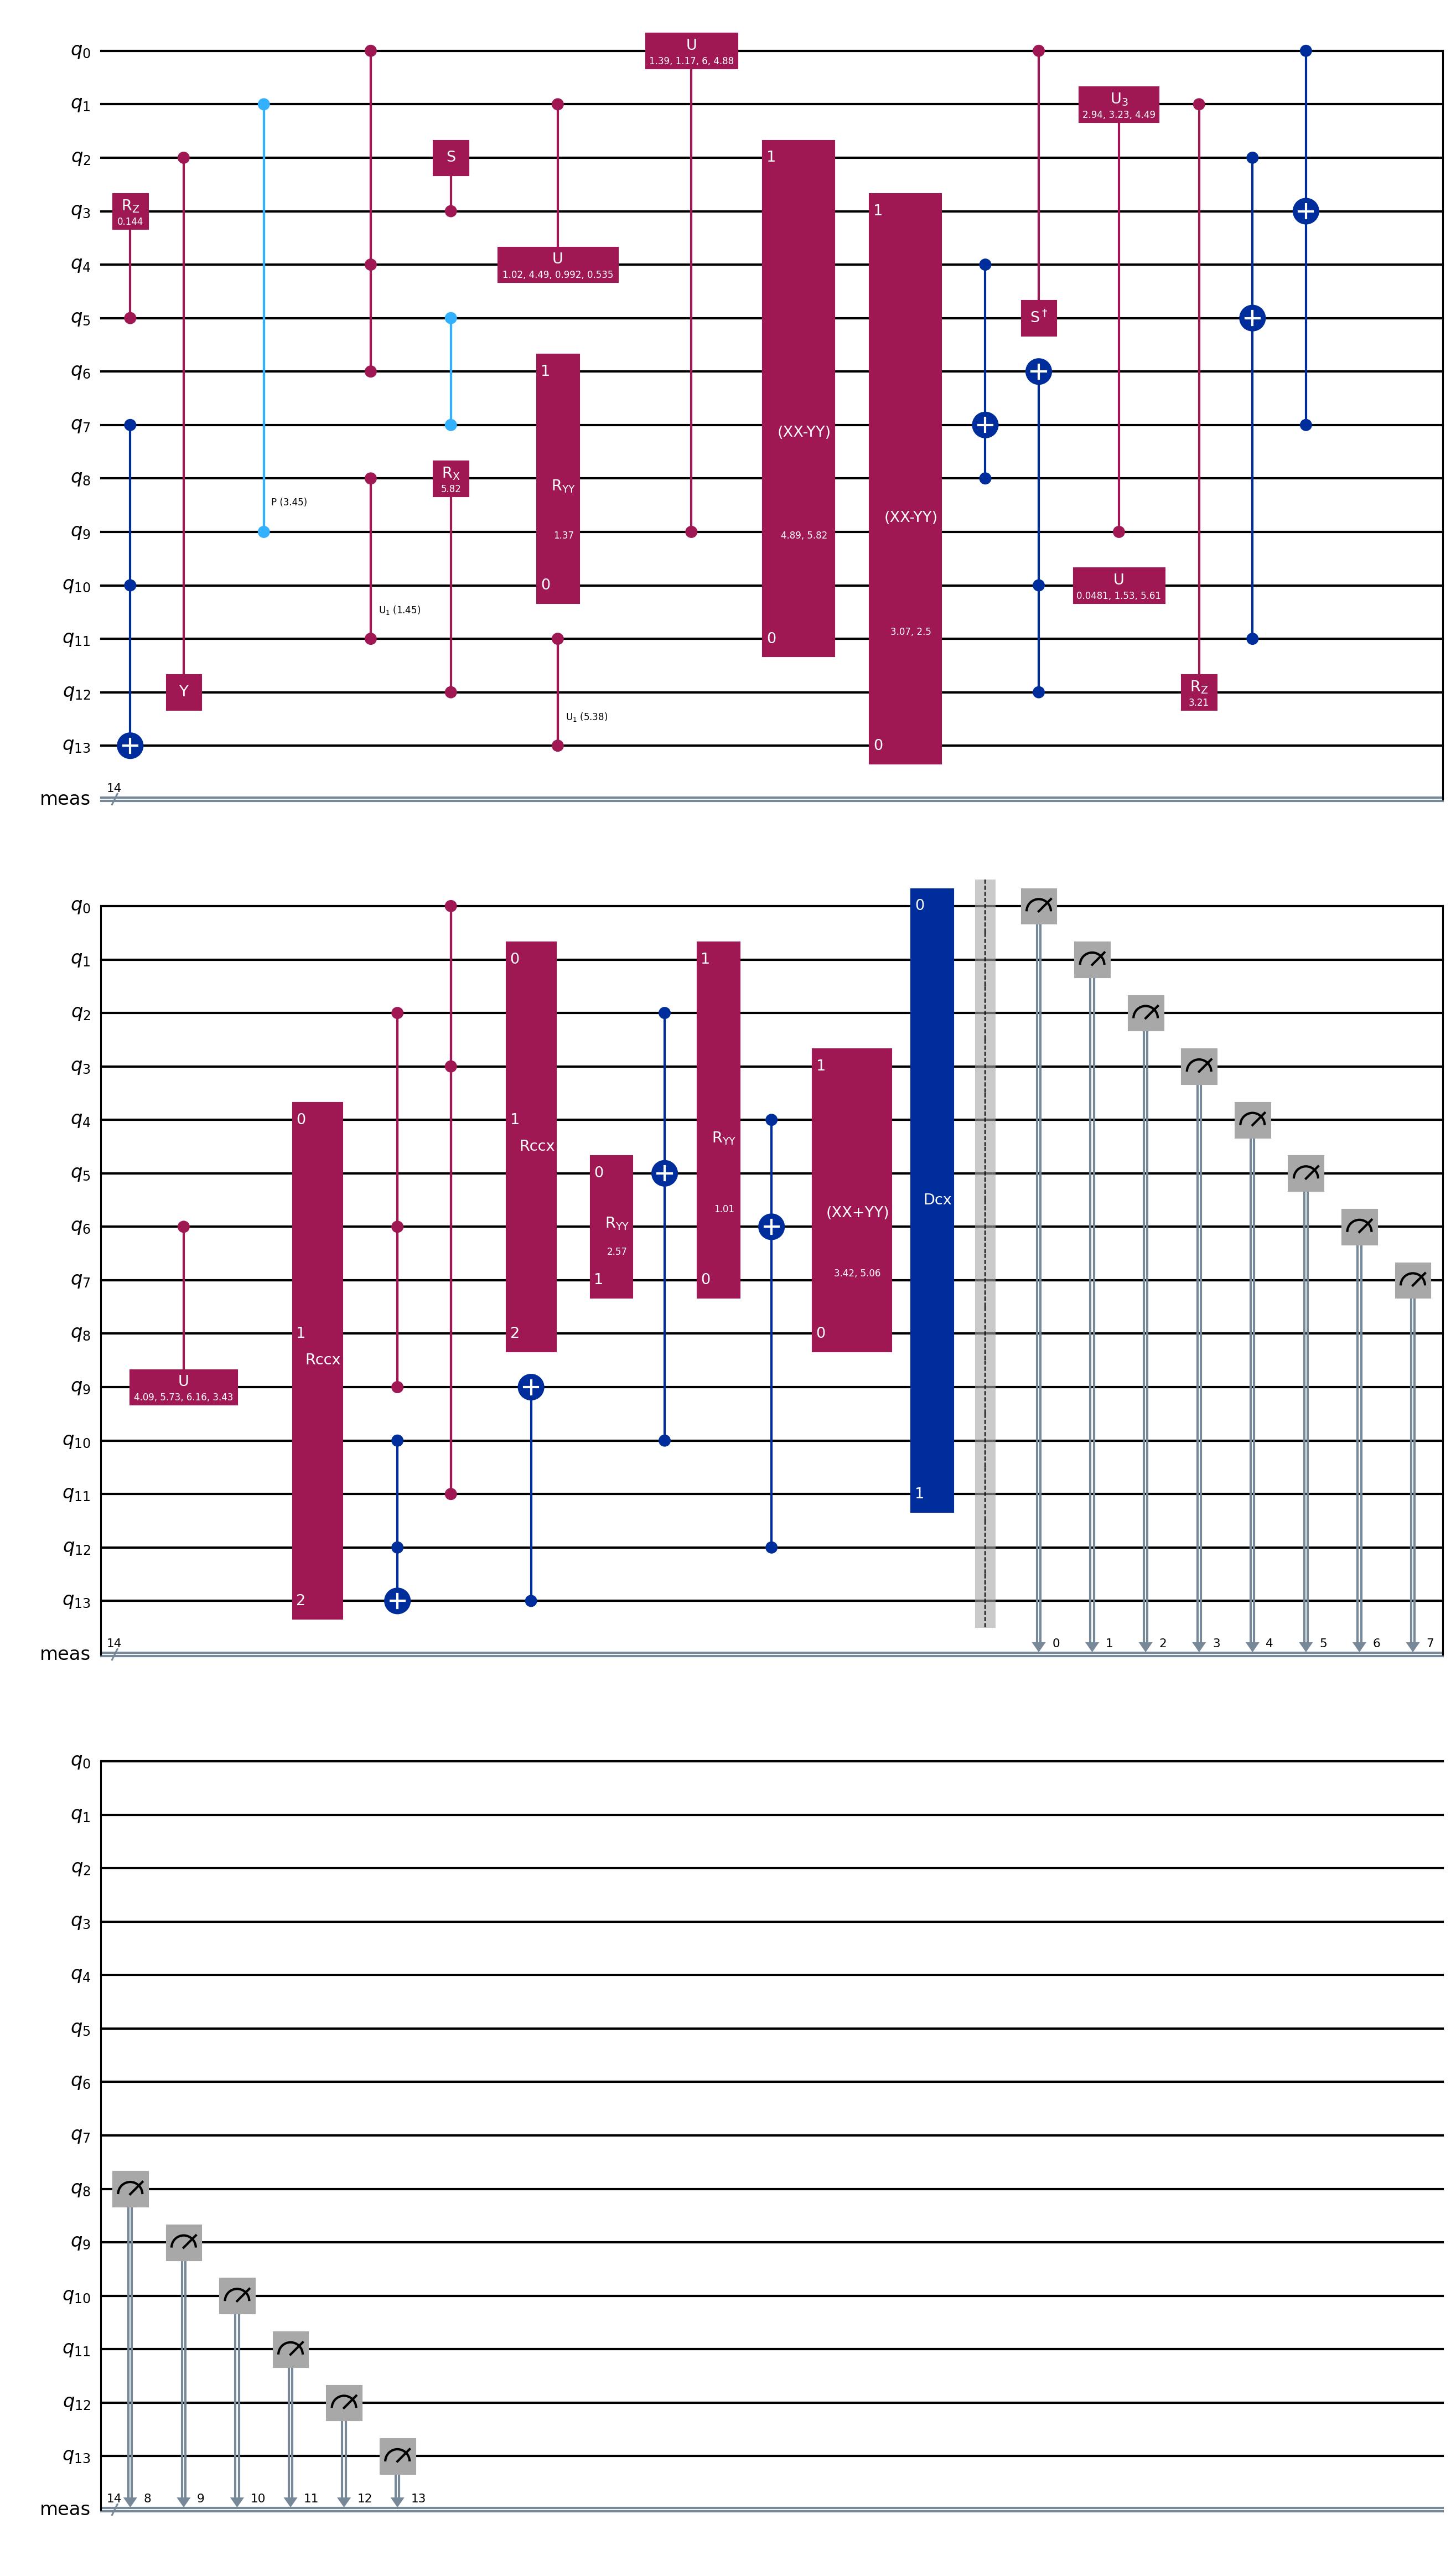 q0 U
1.39, 1.17, 6, 4.88
q1 U3
2.94, 3.23, 4.49
q2 S 1
q3 RZ 1
0.144
q4 U
1.02, 4.49, 0.992, 0.535
q5 S†
q6 1
q7 (XX-YY)
q8 RX RYY
5.82
P (3.45) (XX-YY)
q9 1.37 4.89, 5.82
q10 0 U
0.0481, 1.53, 5.61
U1 (1.45)
q11 0 3.07, 2.5
q12 Y RZ
3.21
U1 (5.38)
q13 0
14
meas
q0 0
q1 0 1
q2
q3 1
q4 0 1
Rccx RYY
q5 0 Dcx
q6 RYY 1.01 (XX+YY)
2.57
q7 1 0 3.42, 5.06
q8 1 2 0
Rccx
q9 U
4.09, 5.73, 6.16, 3.43
q10
q11 1
q12
q13 2
14 0 1 2 3 4 5 6 7
meas
q0
q1
q2
q3
q4
q5
q6
q7
q8
q9
q10
q11
q12
q13
14 8 9 10 11 12 13
meas